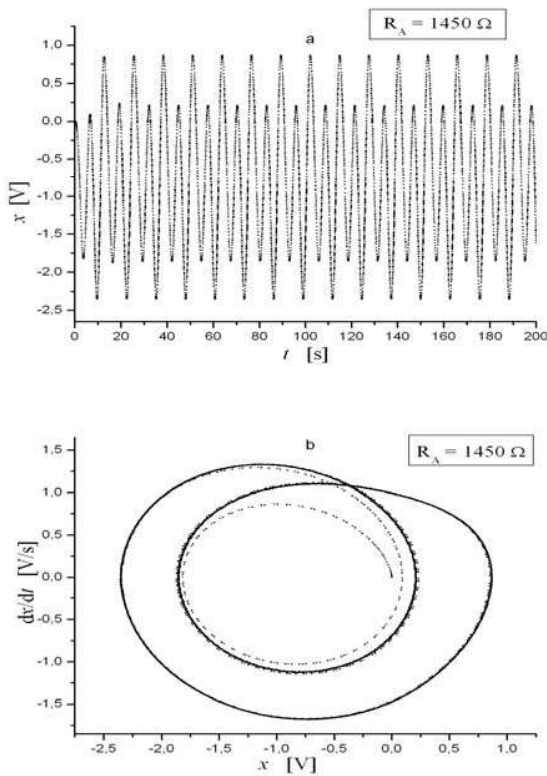 a
R_A = 1450 Ω
1.0
0.5
0.0
-0.5
-1.0
-1.5
-2.0
-2.5
x [V]
0 20 40 60 80 100 120 140 160 180 200
t [s]
b
R_A = 1450 Ω
1.5
1.0
0.5
0.0
-0.5
-1.0
-1.5
dx/dt [V/s]
-2,5 -2,0 -1,5 -1,0 -0,5 0,0 0,5 1,0
x [V]